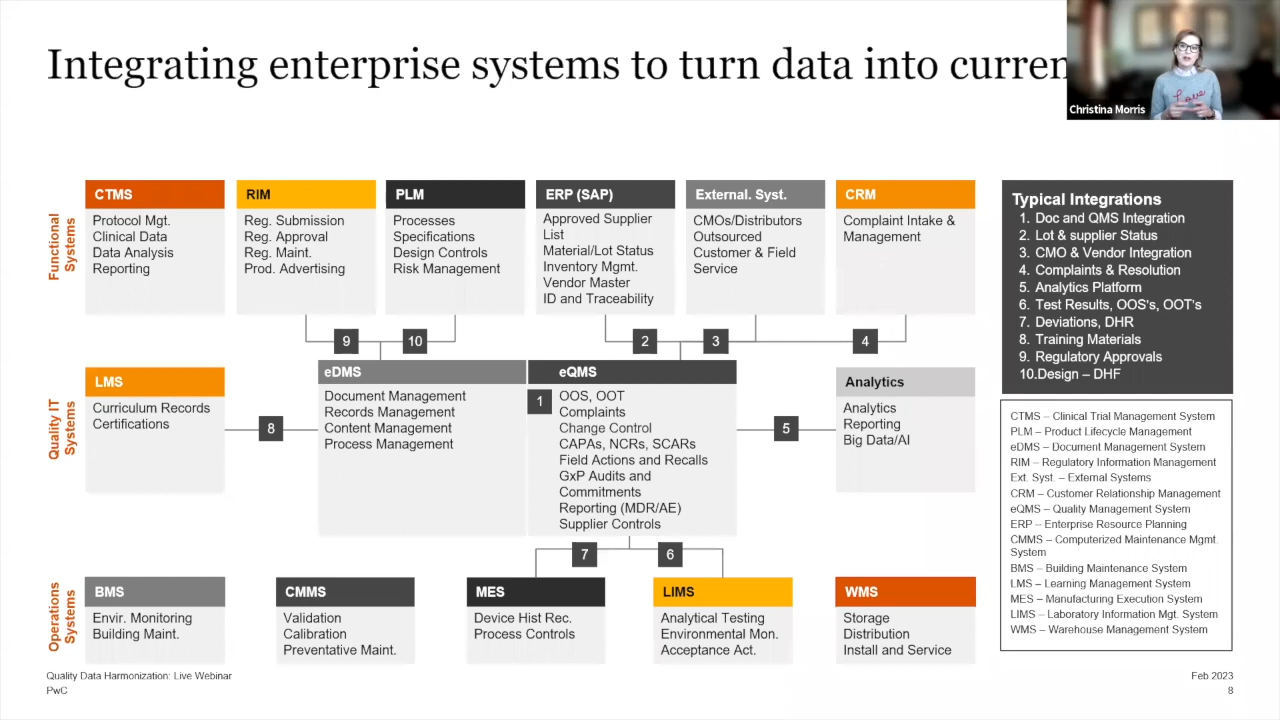 Integrating enterprise systems to turn data into curren
Christina Morris
Functional
Systems
CTMS
Protocol Mgt.
Clinical Data
Data Analysis
Reporting
RIM
Reg. Submission
Reg. Approval
Reg. Maint.
Prod. Advertising
PLM
Processes
Specifications
Design Controls
Risk Management
ERP (SAP)
Approved Supplier
List
Material/Lot Status
Inventory Mgmt.
Vendor Master
ID and Traceability
External. Syst.
CMOs/Distributors
Outsourced
Customer & Field
Service
CRM
Complaint Intake &
Management
9
10
2
3
4
Quality IT
Systems
LMS
Curriculum Records
Certifications
8
eDMS
Document Management
Records Management
Content Management
Process Management
1
eQMS
OOS, OOT
Complaints
Change Control
CAPAs, NCRs, SCARs
Field Actions and Recalls
GxP Audits and
Commitments
Reporting (MDR/AE)
Supplier Controls
5
Analytics
Analytics
Reporting
Big Data/AI
7
6
Operations
Systems
BMS
Envir. Monitoring
Building Maint.
CMMS
Validation
Calibration
Preventative Maint.
MES
Device Hist Rec.
Process Controls
LIMS
Analytical Testing
Environmental Mon.
Acceptance Act.
WMS
Storage
Distribution
Install and Service
Typical Integrations
1. Doc and QMS Integration
2. Lot & supplier Status
3. CMO & Vendor Integration
4. Complaints & Resolution
5. Analytics Platform
6. Test Results, OOS's, OOT's
7. Deviations, DHR
8. Training Materials
9. Regulatory Approvals
10.Design – DHF
CTMS – Clinical Trial Management System
PLM – Product Lifecycle Management
eDMS – Document Management System
RIM – Regulatory Information Management
Ext. Syst. – External Systems
CRM – Customer Relationship Management
eQMS – Quality Management System
ERP – Enterprise Resource Planning
CMMS – Computerized Maintenance Mgmt.
System
BMS – Building Maintenance System
LMS – Learning Management System
MES – Manufacturing Execution System
LIMS – Laboratory Information Mgt. System
WMS – Warehouse Management System
Quality Data Harmonization: Live Webinar
PwC
Feb 2023
8